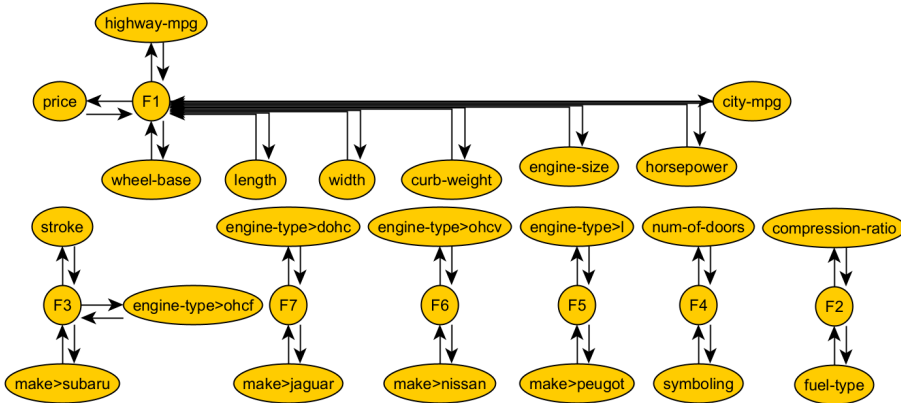 highway-mpg
price
F1
city-mpg
wheel-base
length
width
curb-weight
engine-size
horsepower
stroke
engine-type>dohc
engine-type>ohcv
engine-type>l
num-of-doors
compression-ratio
F3
engine-type>ohcf
F7
F6
F5
F4
F2
make>subaru
make>jaguar
make>nissan
make>peugot
symboling
fuel-type